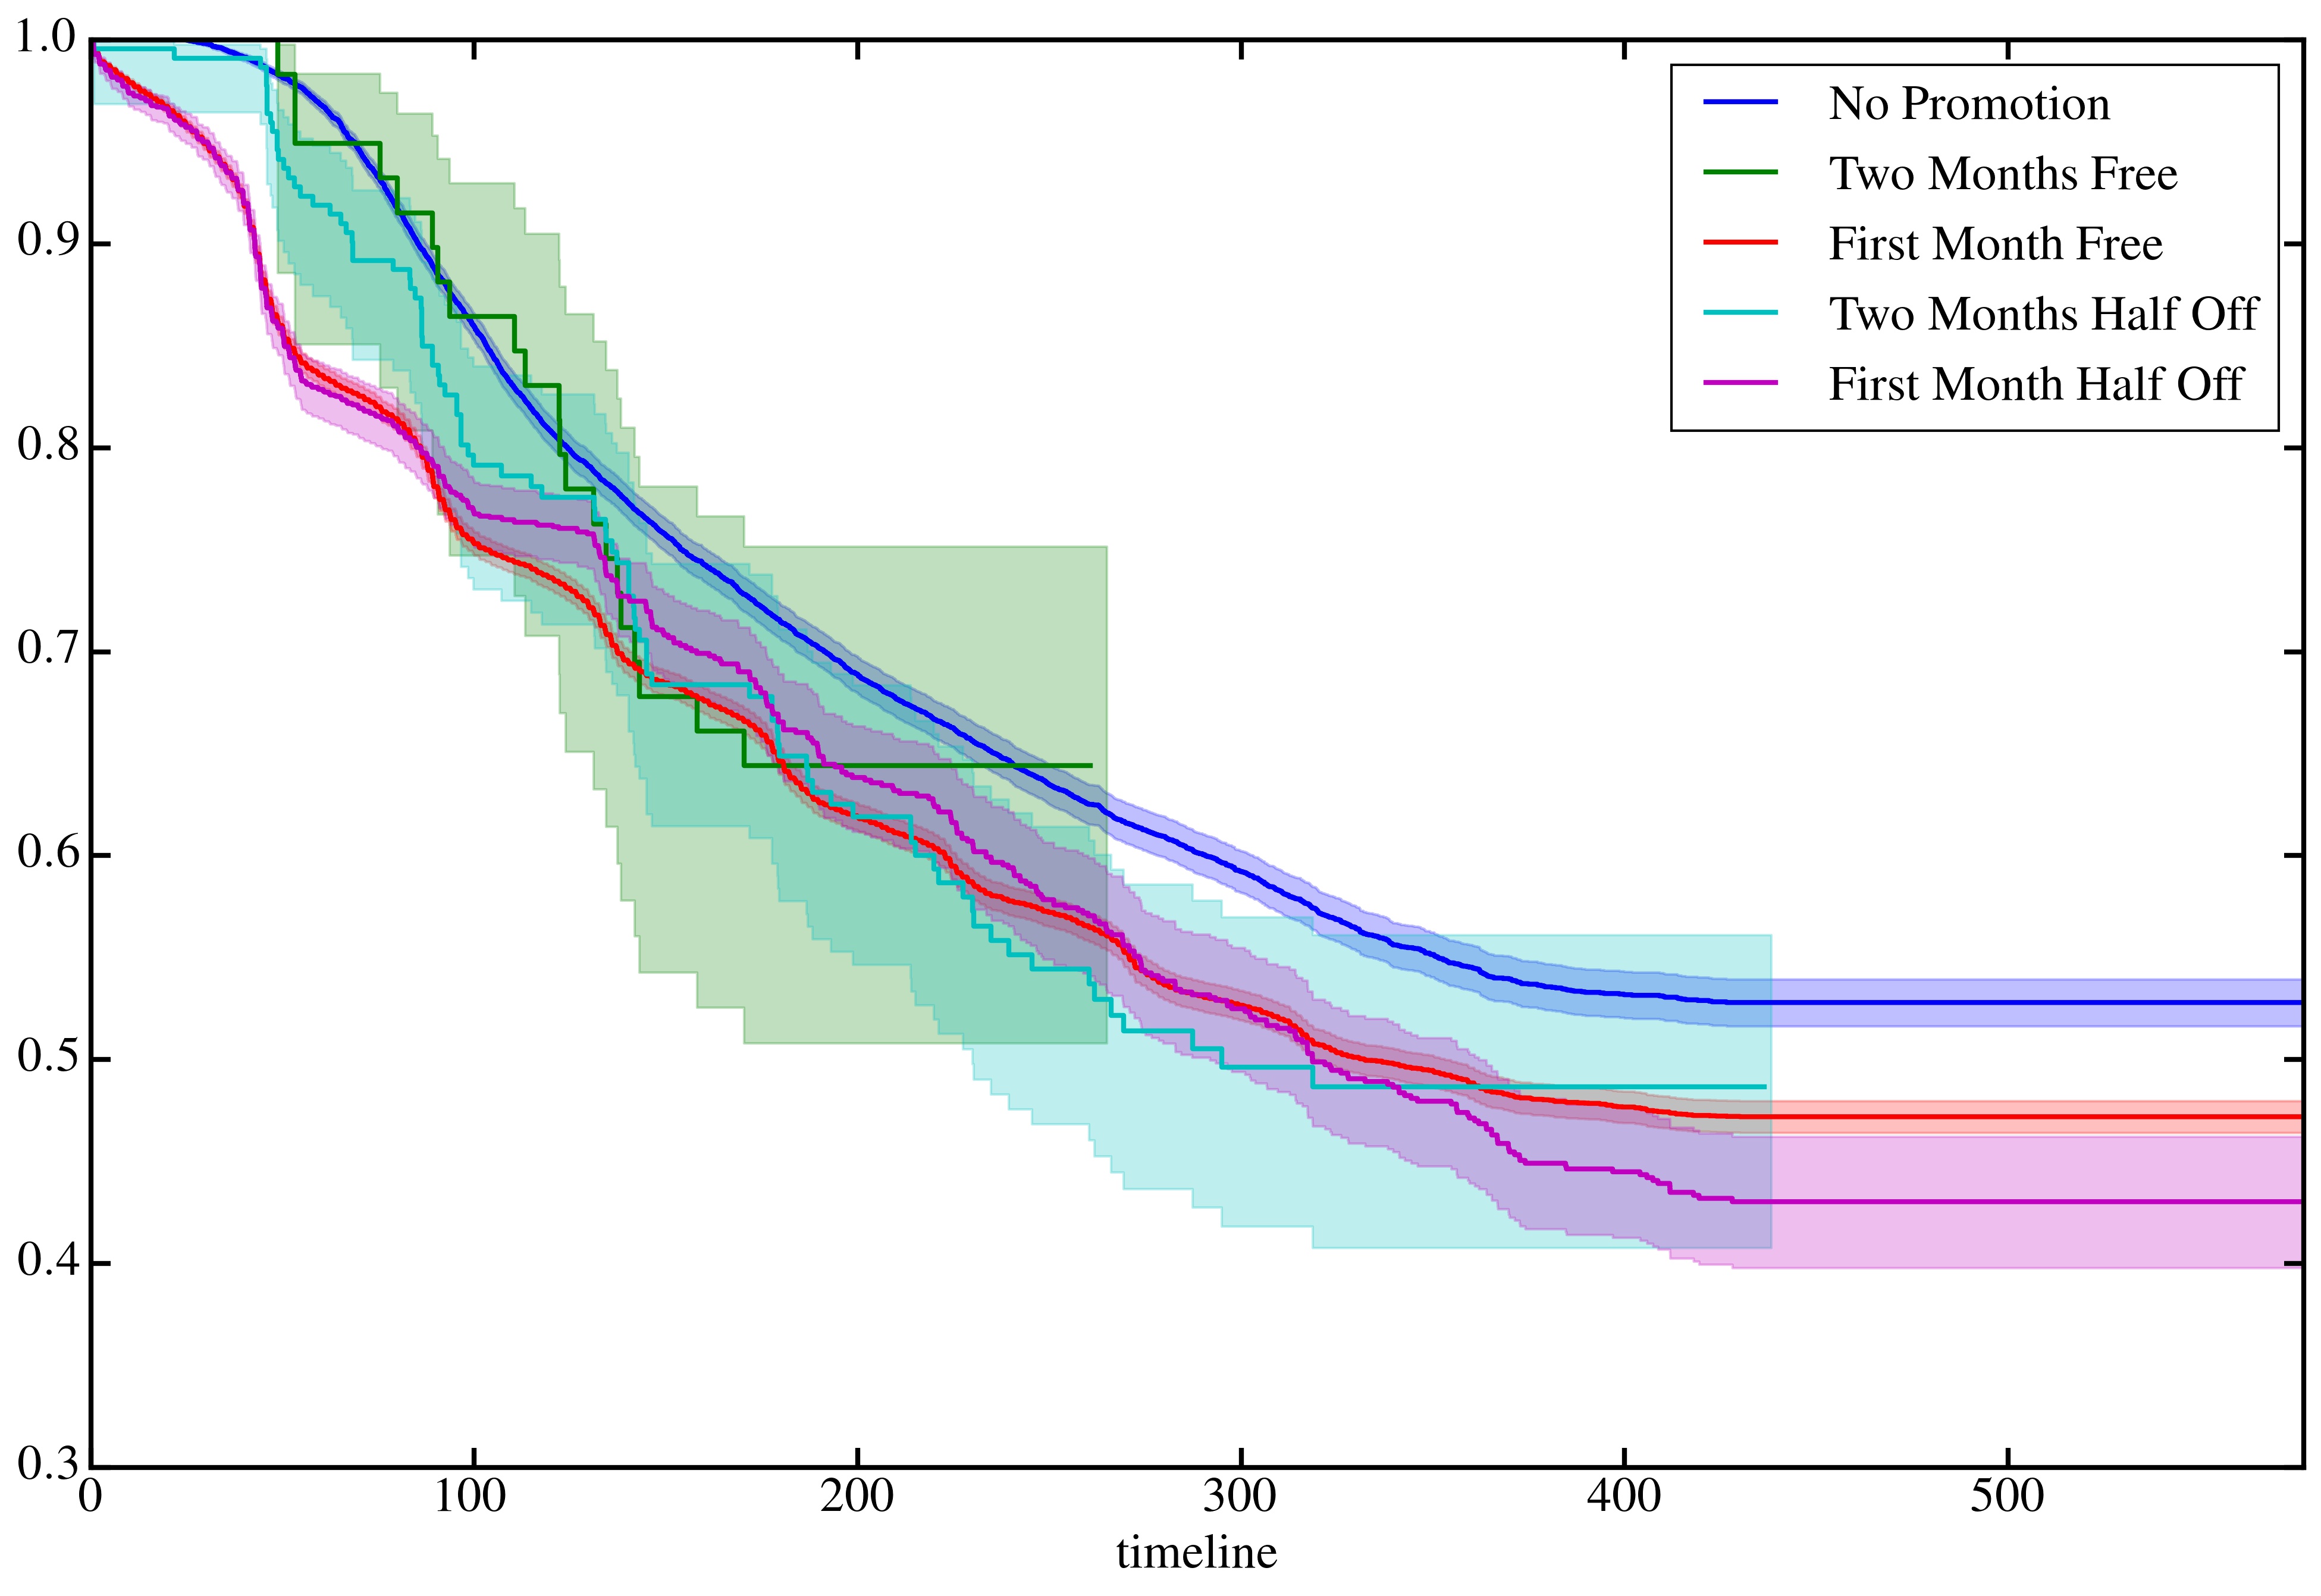 1.0
0.9
0.8
0.7
0.6
0.5
0.4
0.3
0 100 200 300 400 500
timeline
No Promotion
Two Months Free
First Month Free
Two Months Half Off
First Month Half Off